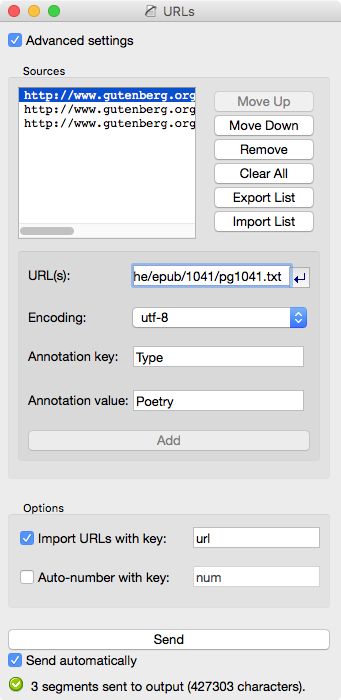 URLs
Advanced settings
Sources
http://www.gutenberg.org
http://www.gutenberg.org
http://www.gutenberg.org
Move Up
Move Down
Remove
Clear All
Export List
Import List
URL(s): he/epub/1041/pg1041.txt
Encoding: utf-8
Annotation key: Type
Annotation value: Poetry
Add
Options
Import URLs with key: url
Auto-number with key: num
Send
Send automatically
3 segments sent to output (427303 characters).